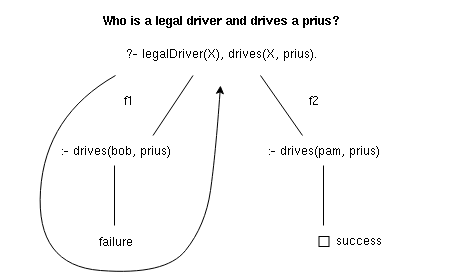 Who is a legal driver and drives a prius?
?- legalDriver(X), drives(X, prius).
f1
f2
:- drives(bob, prius)
:- drives(pam, prius)
failure
success